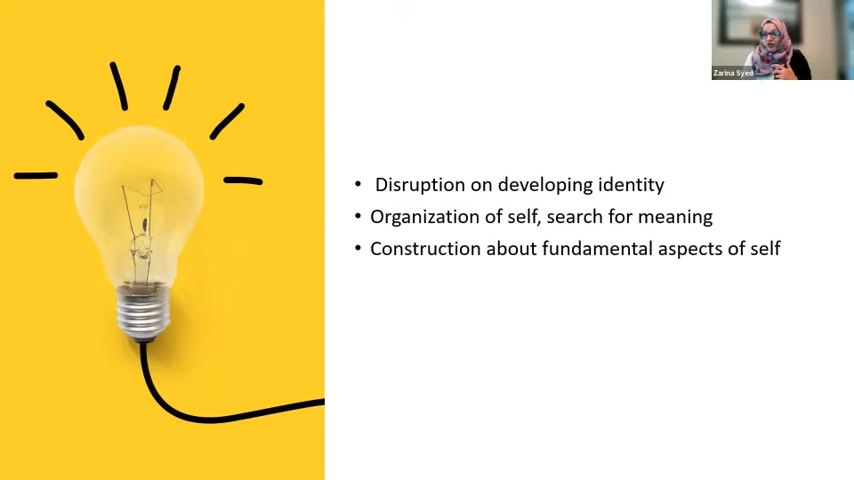 Zarina Syed
• Disruption on developing identity
• Organization of self, search for meaning
• Construction about fundamental aspects of self